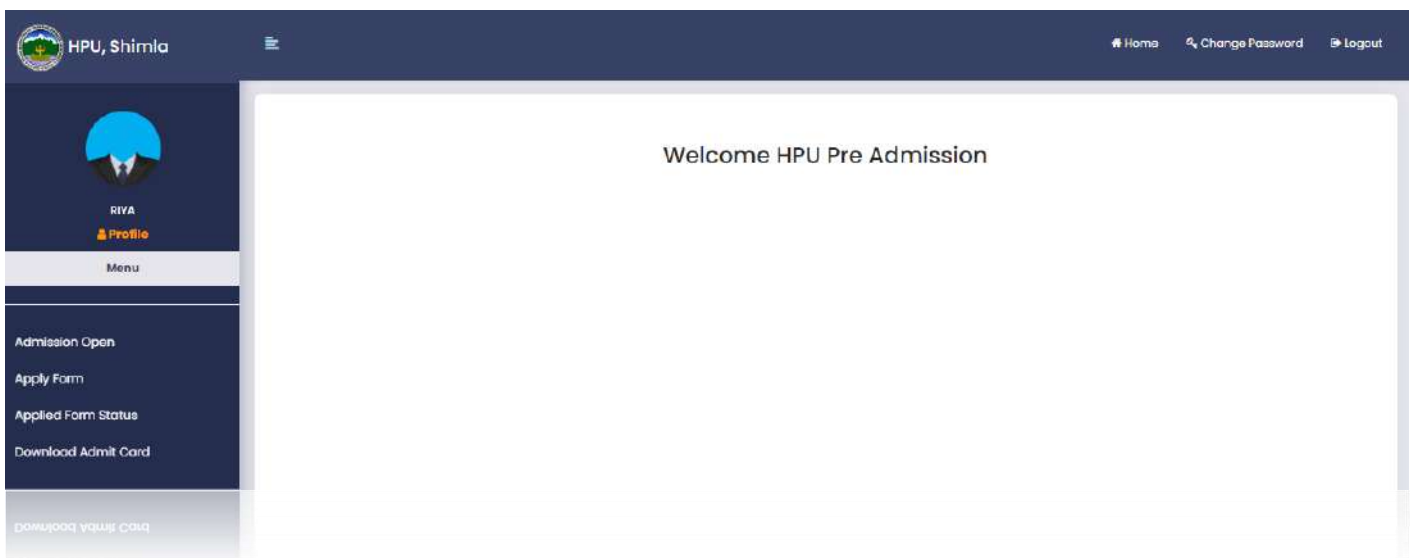 HPU, Shimla
Home Change Password Logout
RIYA
Profile
Menu
Welcome HPU Pre Admission
Admission Open
Apply Form
Applied Form Status
Download Admit Card